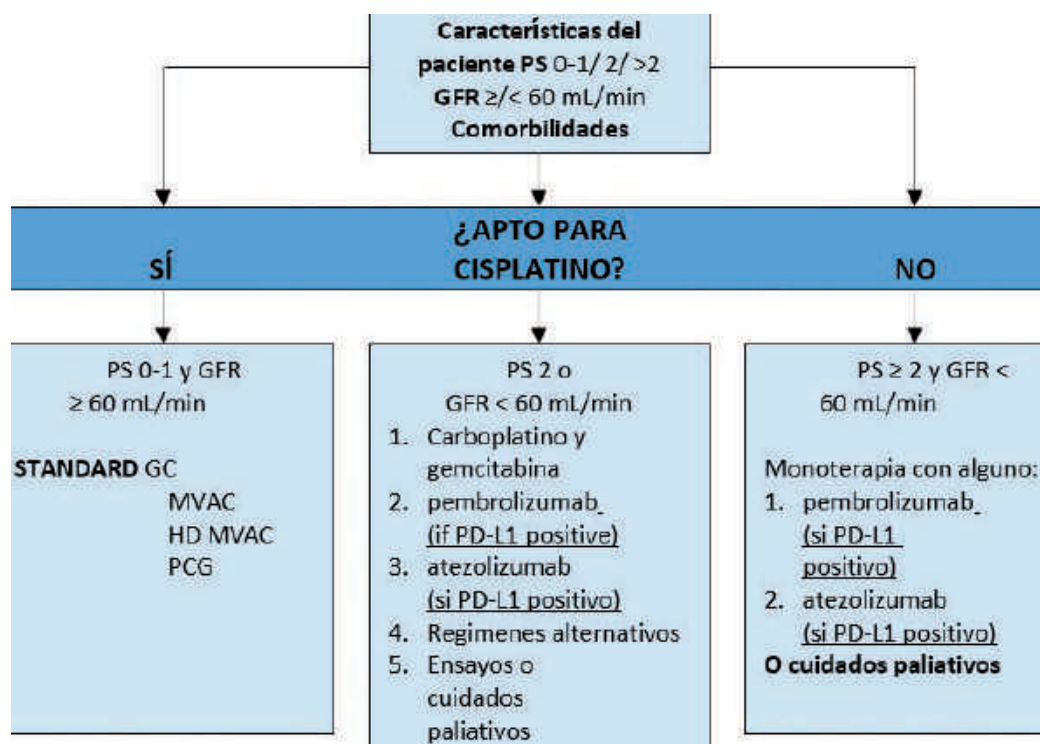 Características del
paciente PS 0-1/ 2/ >2
GFR ≥/< 60 mL/min
Comorbilidades
¿APTO PARA
CISPLATINO?
SÍ
NO
PS 0-1 y GFR
≥ 60 mL/min
STANDARD GC
MVAC
HD MVAC
PCG
PS 2 o
GFR < 60 mL/min
1. Carboplatino y
gemcitabina
2. pembrolizumab
(if PD-L1 positive)
3. atezolizumab
(si PD-L1 positivo)
4. Regimenes alternativos
5. Ensayos o
cuidados
paliativos
PS ≥ 2 y GFR <
60 mL/min
Monoterapia con alguno:
1. pembrolizumab
(si PD-L1
positivo)
2. atezolizumab
(si PD-L1 positivo)
O cuidados paliativos